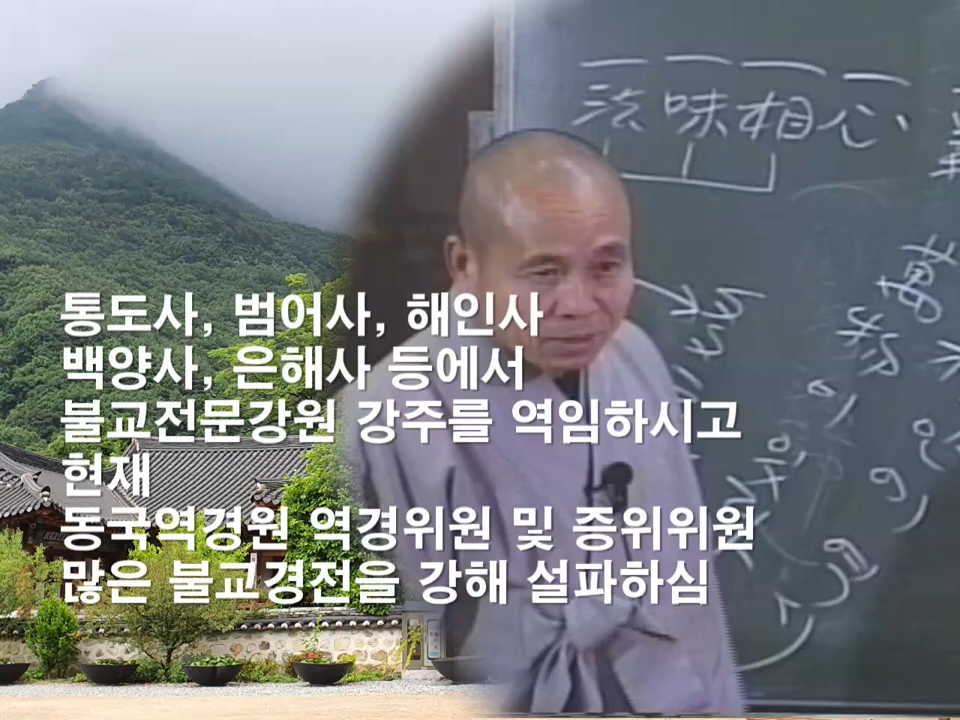 통도사, 범어사, 해인사
백양사, 은해사 등에서
불교전문강원 강주를 역임하시고
현재
동국역경원 역경위원 및 증위위원
많은 불교경전을 강해 설파하심
法味相心
萬